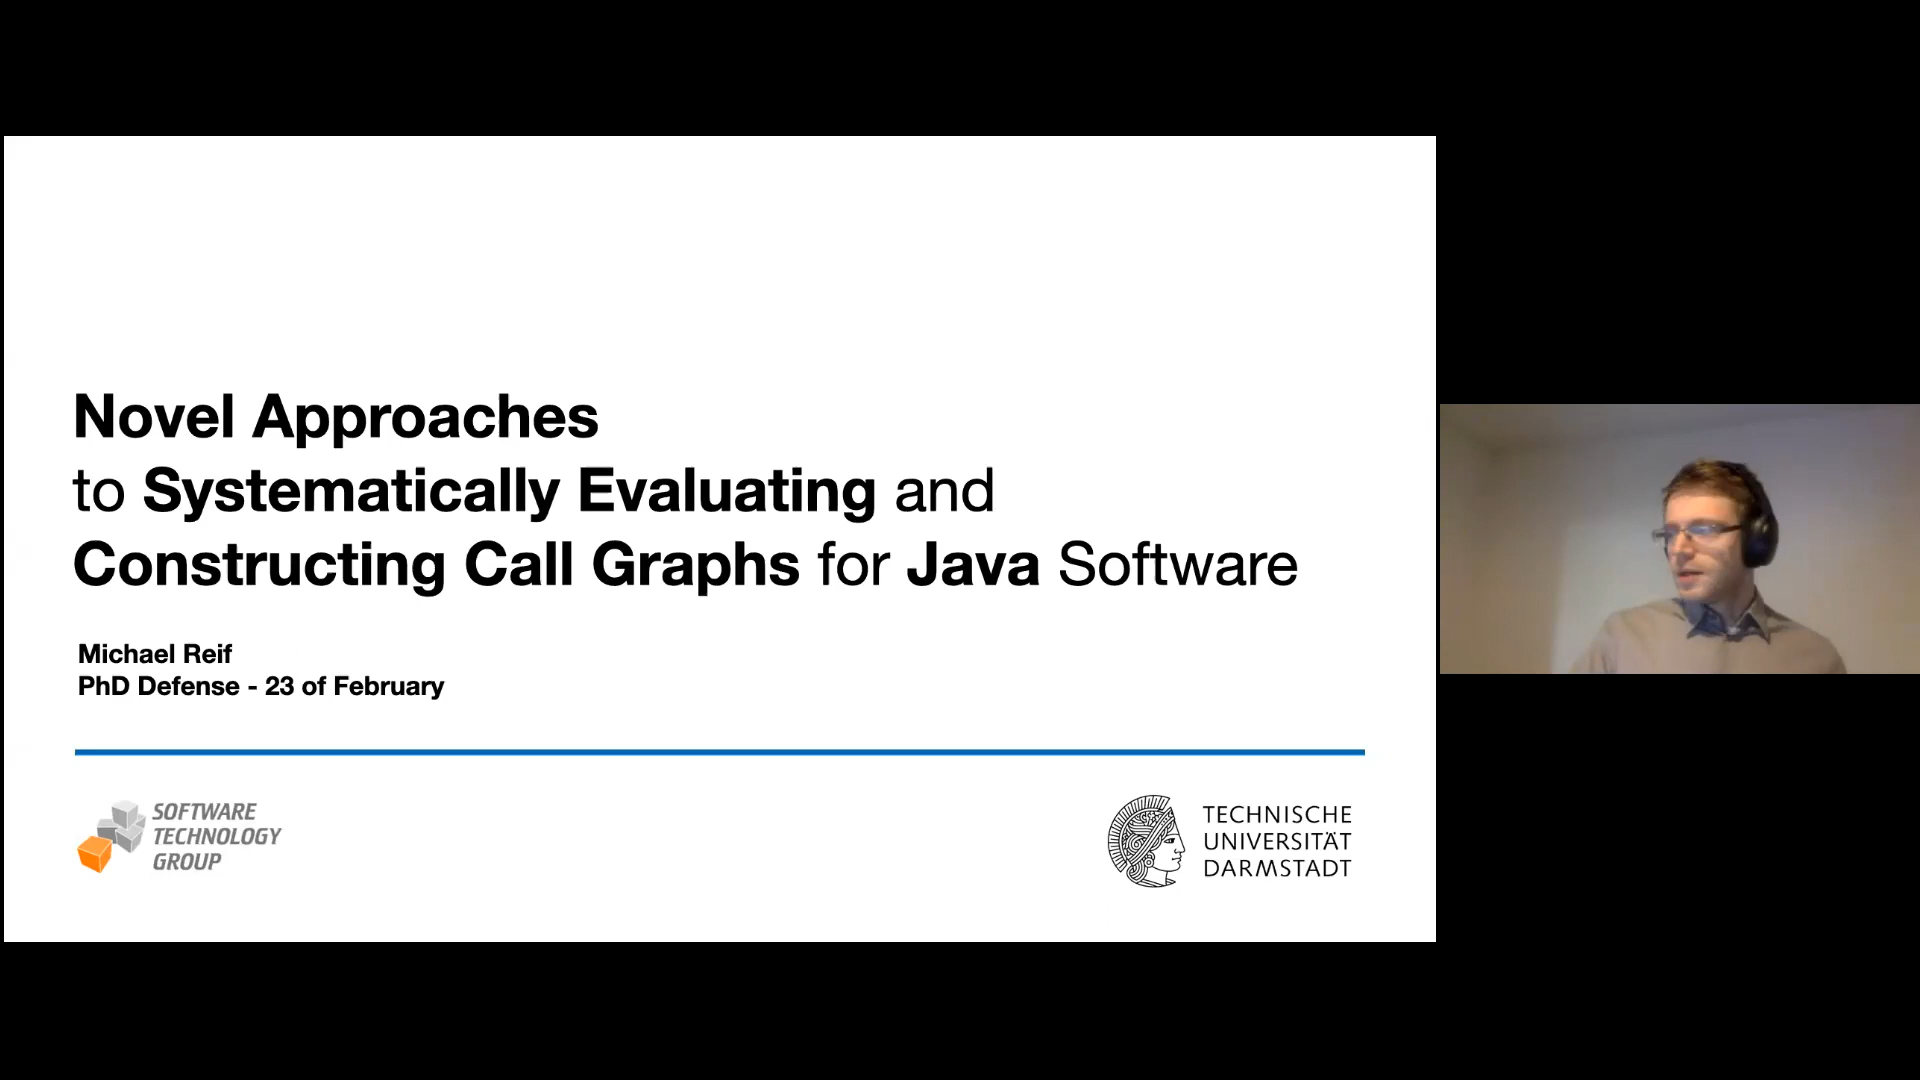 Novel Approaches
to Systematically Evaluating and
Constructing Call Graphs for Java Software
Michael Reif
PhD Defense - 23 of February
SOFTWARE
TECHNOLOGY
GROUP
TECHNISCHE
UNIVERSITÄT
DARMSTADT